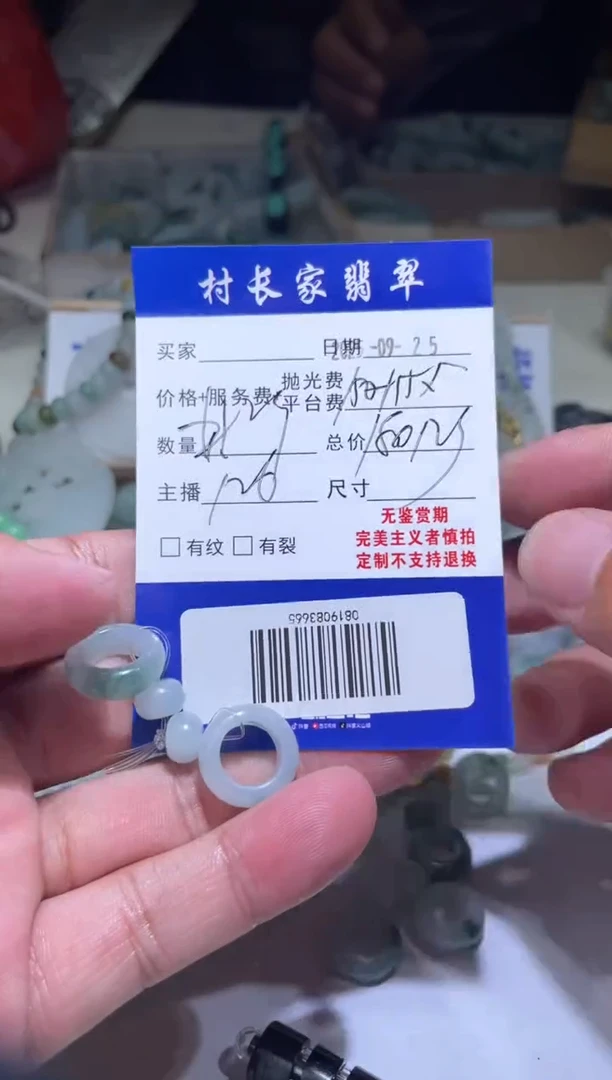 村长家翡翠
买家 日期 -09-25
抛光费
价格+服务费 平台费
数量 总价
主播 126 尺寸
无鉴赏期
完美主义者慎拍
□有纹 □有裂
定制不支持退换
0819083665